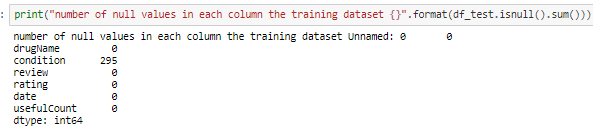 : print("number of null values in each column the training dataset {}".format(df_test.isnull().sum()))
number of null values in each column the training dataset Unnamed: 0 0
drugName 0
condition 295
review 0
rating 0
date 0
usefulCount 0
dtype: int64